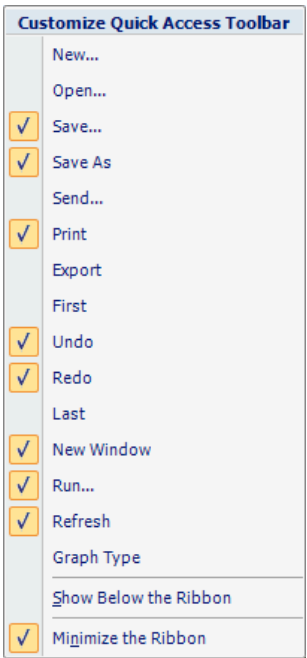 Customize Quick Access Toolbar
New...
Open...
Save...
Save As
Send...
Print
Export
First
Undo
Redo
Last
New Window
Run...
Refresh
Graph Type
Show Below the Ribbon
Minimize the Ribbon